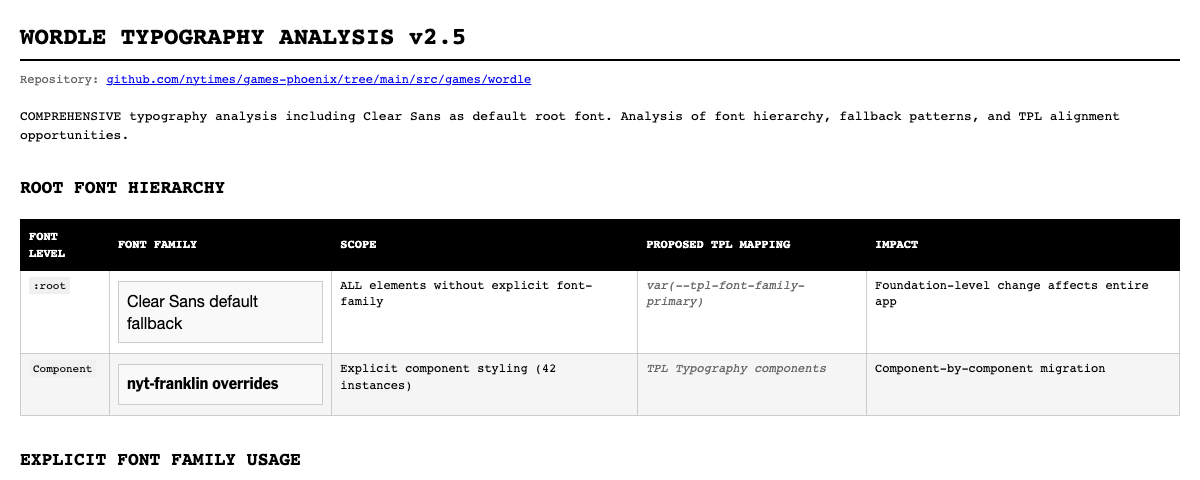 WORDLE TYPOGRAPHY ANALYSIS v2.5
Repository: github.com/nytimes/games-phoenix/tree/main/src/games/wordle
COMPREHENSIVE typography analysis including Clear Sans as default root font. Analysis of font hierarchy, fallback patterns, and TPL alignment
opportunities.
ROOT FONT HIERARCHY
FONT LEVEL
FONT FAMILY
SCOPE
PROPOSED TPL MAPPING
IMPACT
:root
Clear Sans default
fallback
ALL elements without explicit font-
family
var(--tpl-font-family-
primary)
Foundation-level change affects entire
app
Component
nyt-franklin overrides
Explicit component styling (42
instances)
TPL Typography components
Component-by-component migration
EXPLICIT FONT FAMILY USAGE